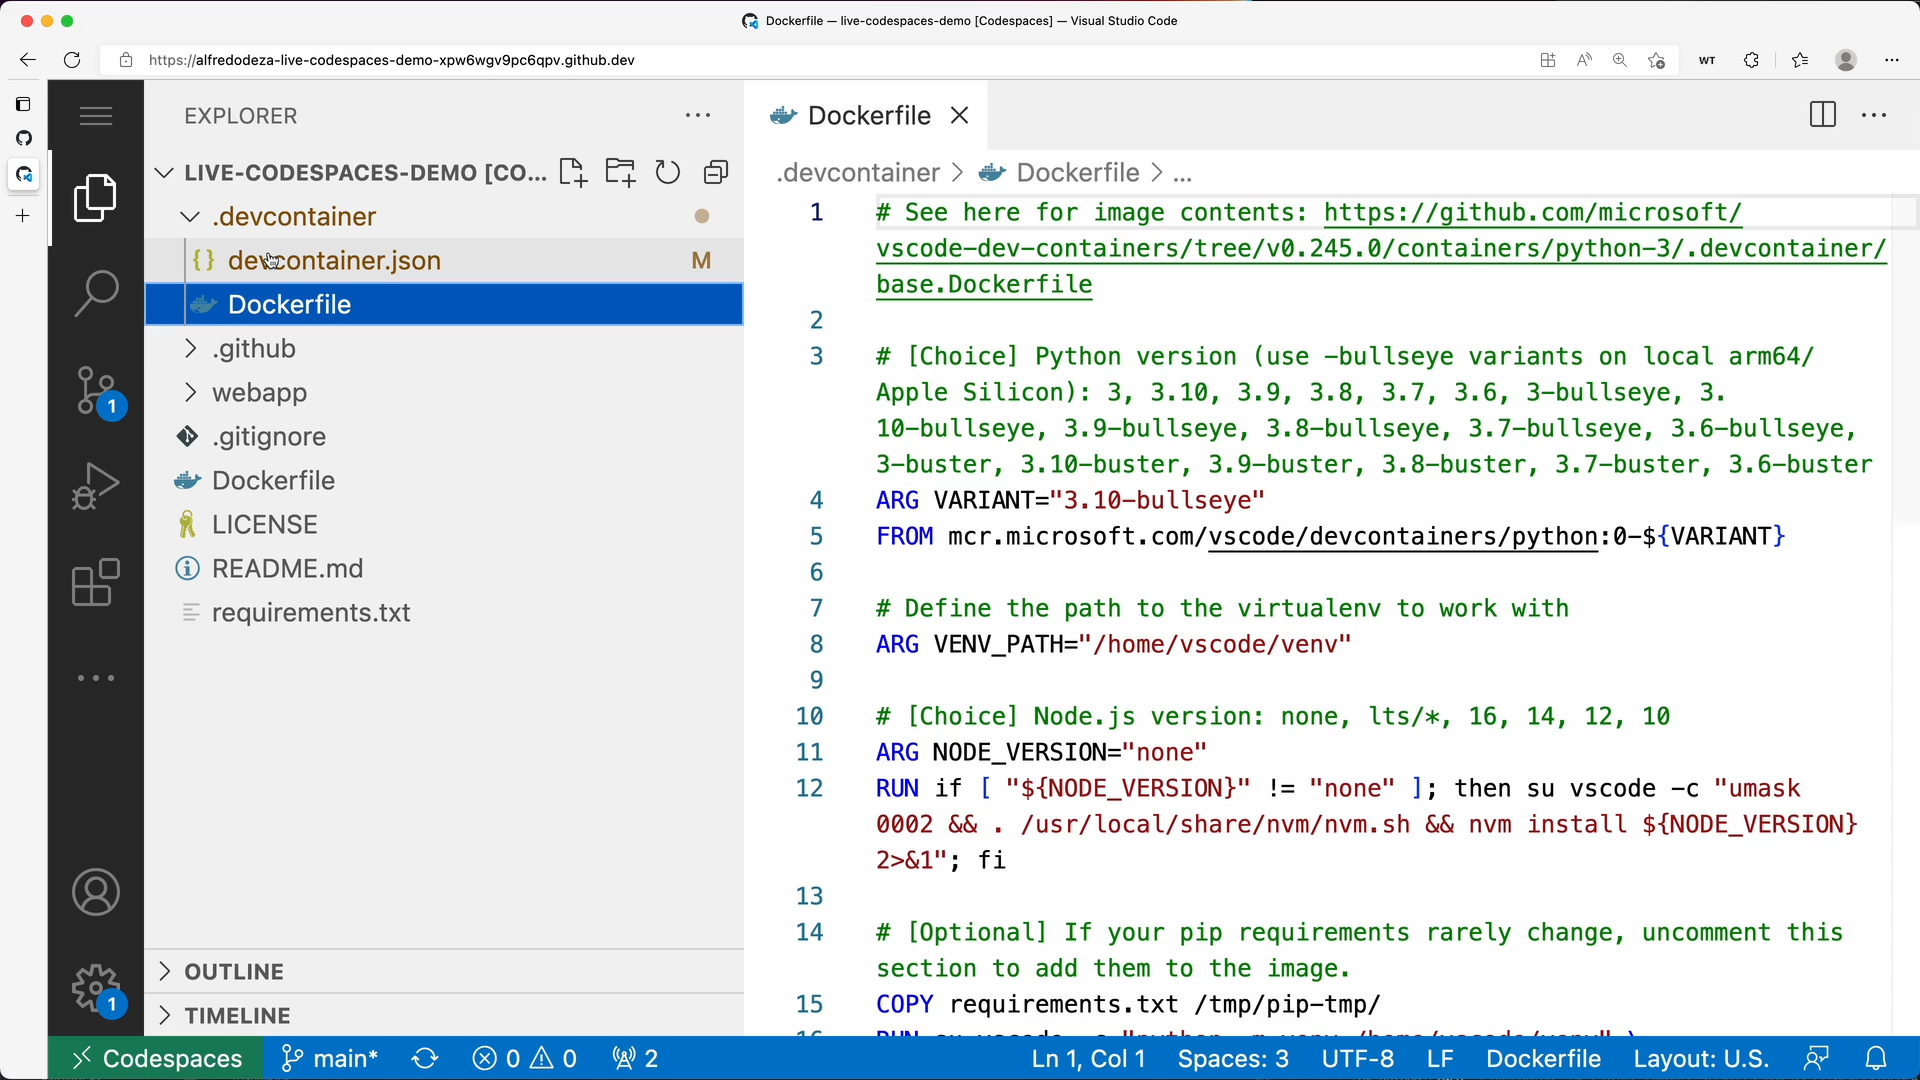 Dockerfile — live-codespaces-demo [Codespaces] — Visual Studio Code
https://alfredodeza-live-codespaces-demo-xpw6wgv9pc6qpv.github.dev
WT
EXPLORER
Dockerfile
LIVE-CODESPACES-DEMO [CO...
.devcontainer > Dockerfile > ...
.devcontainer
devcontainer.json M
Dockerfile
.github
webapp
.gitignore
Dockerfile
LICENSE
README.md
requirements.txt
1 # See here for image contents: https://github.com/microsoft/
vscode-dev-containers/tree/v0.245.0/containers/python-3/.devcontainer/
base.Dockerfile
2
3 # [Choice] Python version (use -bullseye variants on local arm64/
Apple Silicon): 3, 3.10, 3.9, 3.8, 3.7, 3.6, 3-bullseye, 3.
10-bullseye, 3.9-bullseye, 3.8-bullseye, 3.7-bullseye, 3.6-bullseye,
3-buster, 3.10-buster, 3.9-buster, 3.8-buster, 3.7-buster, 3.6-buster
4 ARG VARIANT="3.10-bullseye"
5 FROM mcr.microsoft.com/vscode/devcontainers/python:0-${VARIANT}
6
7 # Define the path to the virtualenv to work with
8 ARG VENV_PATH="/home/vscode/venv"
9
10 # [Choice] Node.js version: none, lts/*, 16, 14, 12, 10
11 ARG NODE_VERSION="none"
12 RUN if [ "${NODE_VERSION}" != "none" ]; then su vscode -c "umask
0002 && . /usr/local/share/nvm/nvm.sh && nvm install ${NODE_VERSION}
2>&1"; fi
13
14 # [Optional] If your pip requirements rarely change, uncomment this
section to add them to the image.
15 COPY requirements.txt /tmp/pip-tmp/
1
1
OUTLINE
TIMELINE
Codespaces main* 0 0 2 Ln 1, Col 1 Spaces: 3 UTF-8 LF Dockerfile Layout: U.S.